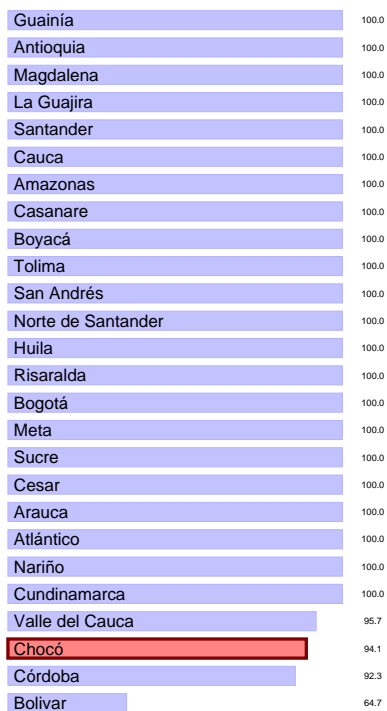 Guainía 100.0
Antioquia 100.0
Magdalena 100.0
La Guajira 100.0
Santander 100.0
Cauca 100.0
Amazonas 100.0
Casanare 100.0
Boyacá 100.0
Tolima 100.0
San Andrés 100.0
Norte de Santander 100.0
Huila 100.0
Risaralda 100.0
Bogotá 100.0
Meta 100.0
Sucre 100.0
Cesar 100.0
Arauca 100.0
Atlántico 100.0
Nariño 100.0
Cundinamarca 100.0
Valle del Cauca 95.7
Chocó 94.1
Córdoba 92.3
Bolivar 64.7